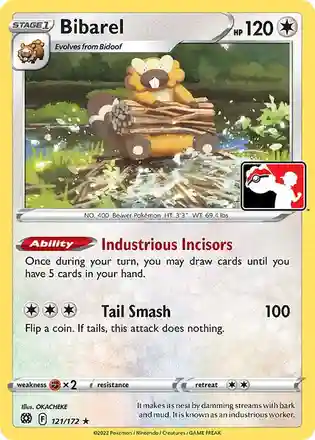 STAGE 1 Bibarel HP 120
Evolves from Bidoof
NO. 400 Beaver Pokémon HT: 3'3" WT: 69.4 lbs
Ability Industrious Incisors
Once during your turn, you may draw cards until you
have 5 cards in your hand.
Tail Smash 100
Flip a coin. If tails, this attack does nothing.
weakness ×2 resistance retreat
Illus. OKACHEKE
It makes its nest by damming streams with bark
and mud. It is known as an industrious worker.
F 121/172 ★
©2022 Pokémon / Nintendo / Creatures / GAME FREAK